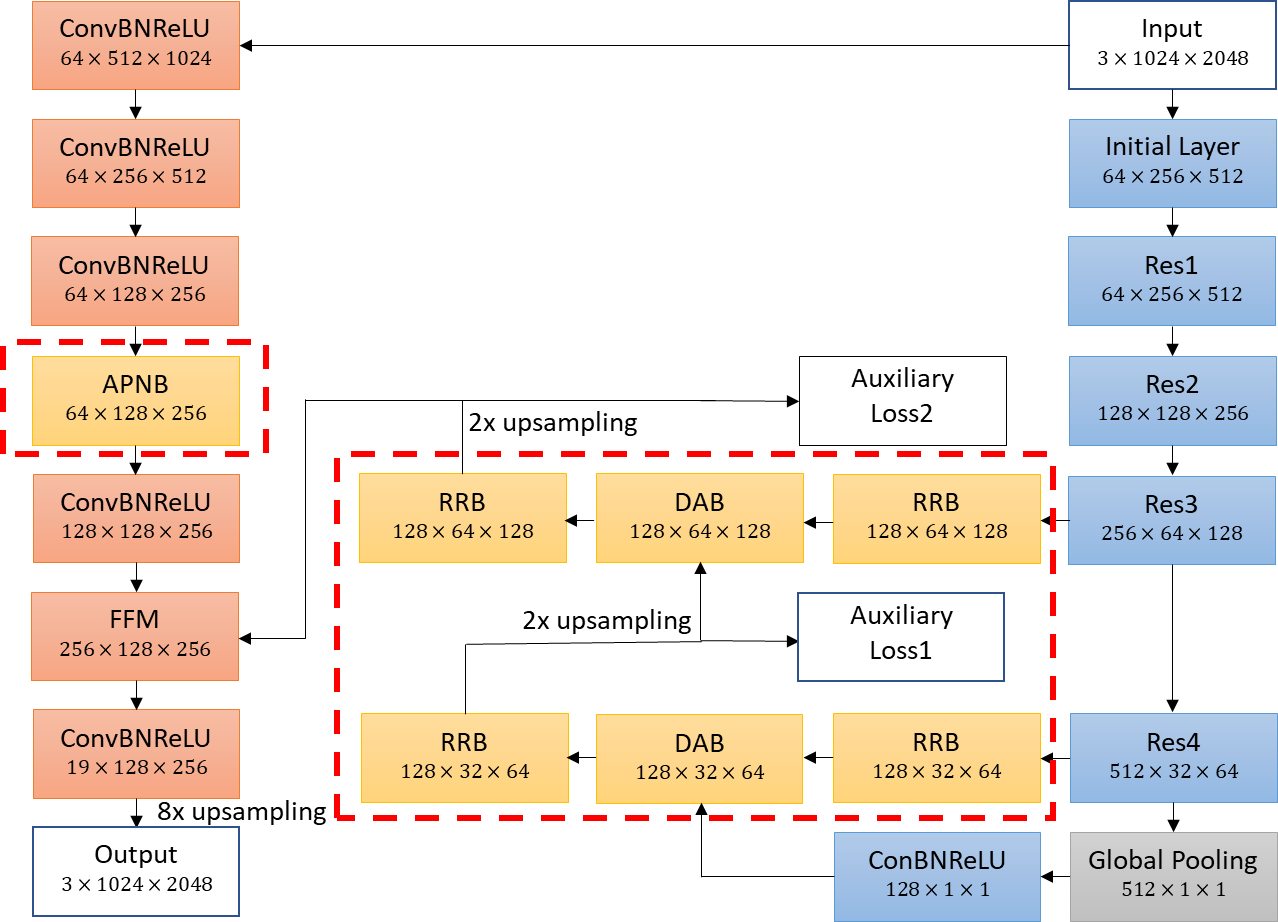 ConvBNReLU
64 × 512 × 1024
Input
3 × 1024 × 2048
ConvBNReLU
64 × 256 × 512
Initial Layer
64 × 256 × 512
ConvBNReLU
64 × 128 × 256
Res1
64 × 256 × 512
APNB
64 × 128 × 256
Auxiliary
Loss2
Res2
128 × 128 × 256
2x upsampling
ConvBNReLU
128 × 128 × 256
RRB
128 × 64 × 128
DAB
128 × 64 × 128
RRB
128 × 64 × 128
Res3
256 × 64 × 128
FFM
256 × 128 × 256
2x upsampling
Auxiliary
Loss1
ConvBNReLU
19 × 128 × 256
RRB
128 × 32 × 64
DAB
128 × 32 × 64
RRB
128 × 32 × 64
Res4
512 × 32 × 64
8x upsampling
Output
3 × 1024 × 2048
ConBNReLU
128 × 1 × 1
Global Pooling
512 × 1 × 1